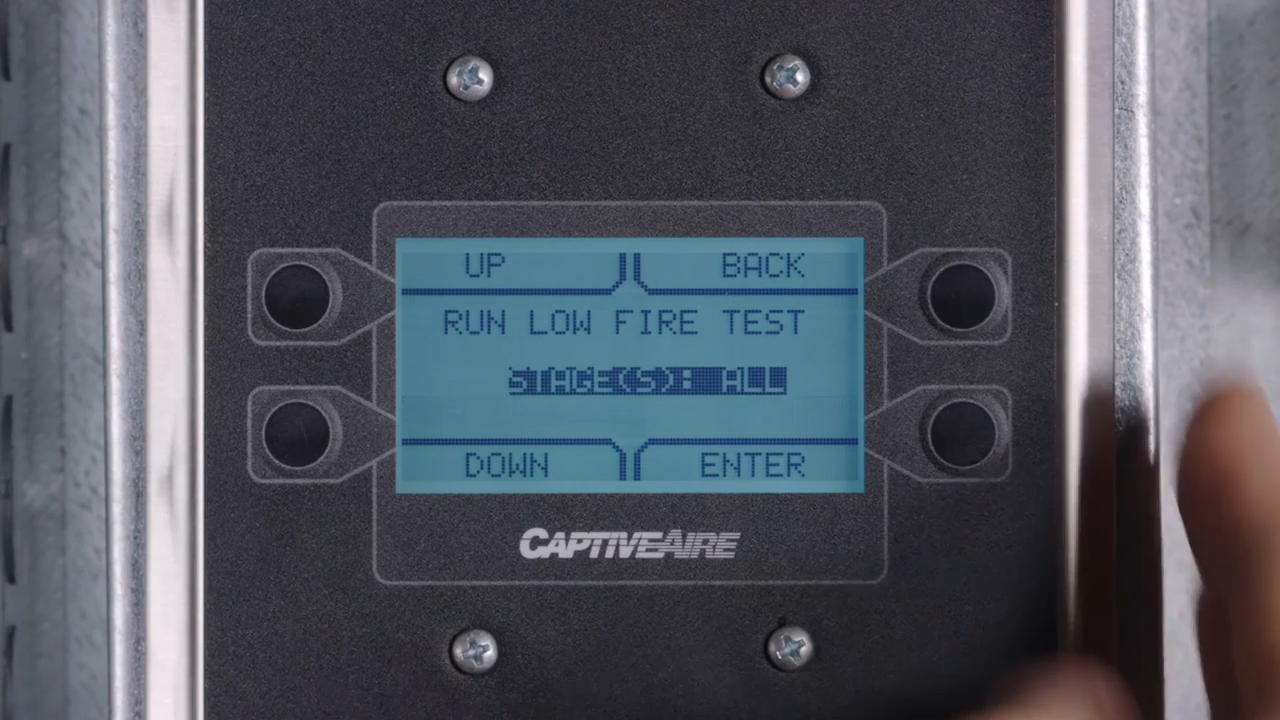 UP BACK
RUN LOW FIRE TEST
STAGE(S): ALL
DOWN ENTER
CAPTIVEAIRE